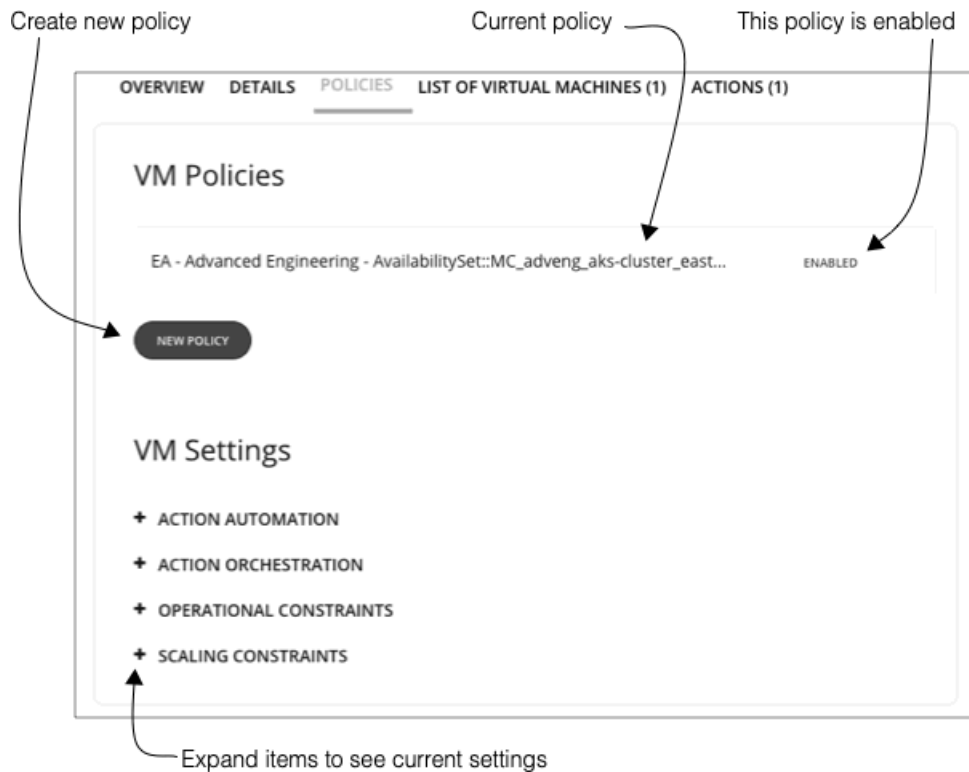 Create new policy
Current policy
This policy is enabled
OVERVIEW DETAILS POLICIES LIST OF VIRTUAL MACHINES (1) ACTIONS (1)
VM Policies
EA - Advanced Engineering - AvailabilitySet::MC_adveng_aks-cluster_east... ENABLED
NEW POLICY
VM Settings
+ ACTION AUTOMATION
+ ACTION ORCHESTRATION
+ OPERATIONAL CONSTRAINTS
+ SCALING CONSTRAINTS
Expand items to see current settings